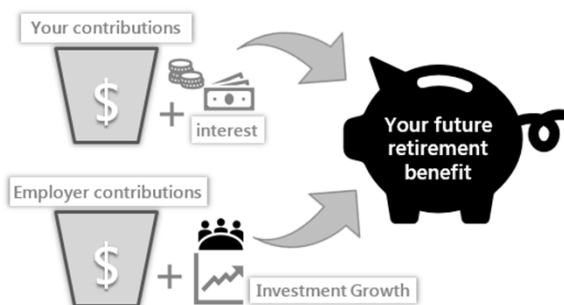 Your contributions
$
+
interest
Your future
retirement
benefit
Employer contributions
$
+
Investment Growth